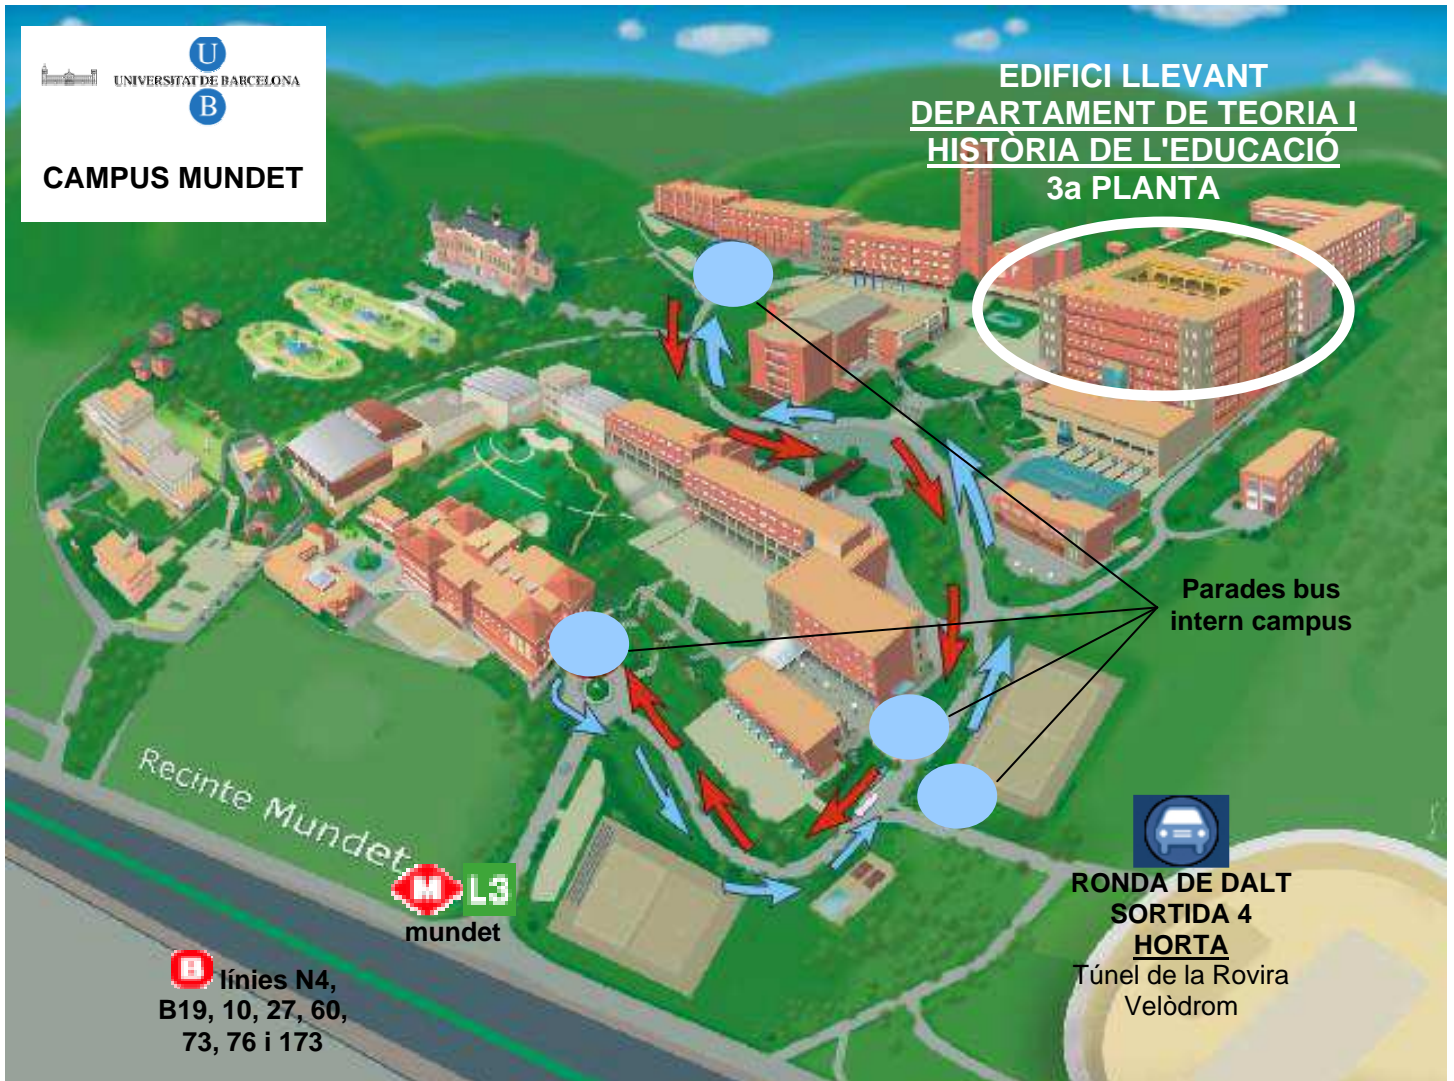 U
UNIVERSITAT DE BARCELONA
B
CAMPUS MUNDET
EDIFICI LLEVANT
DEPARTAMENT DE TEORIA I
HISTÒRIA DE L'EDUCACIÓ
3a PLANTA
Parades bus
intern campus
Recinte Mundet
M L3
mundet
B línies N4,
B19, 10, 27, 60,
73, 76 i 173
RONDA DE DALT
SORTIDA 4
HORTA
Túnel de la Rovira
Velòdrom